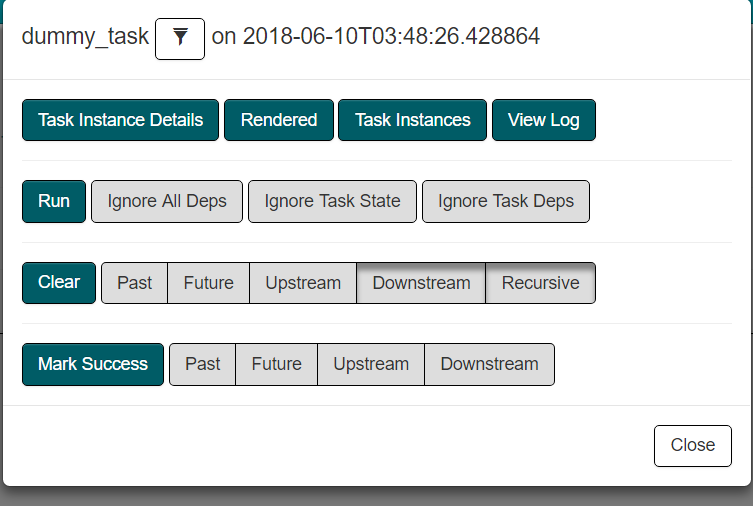 dummy_task on 2018-06-10T03:48:26.428864
Task Instance Details Rendered Task Instances View Log
Run Ignore All Deps Ignore Task State Ignore Task Deps
Clear Past Future Upstream Downstream Recursive
Mark Success Past Future Upstream Downstream
Close